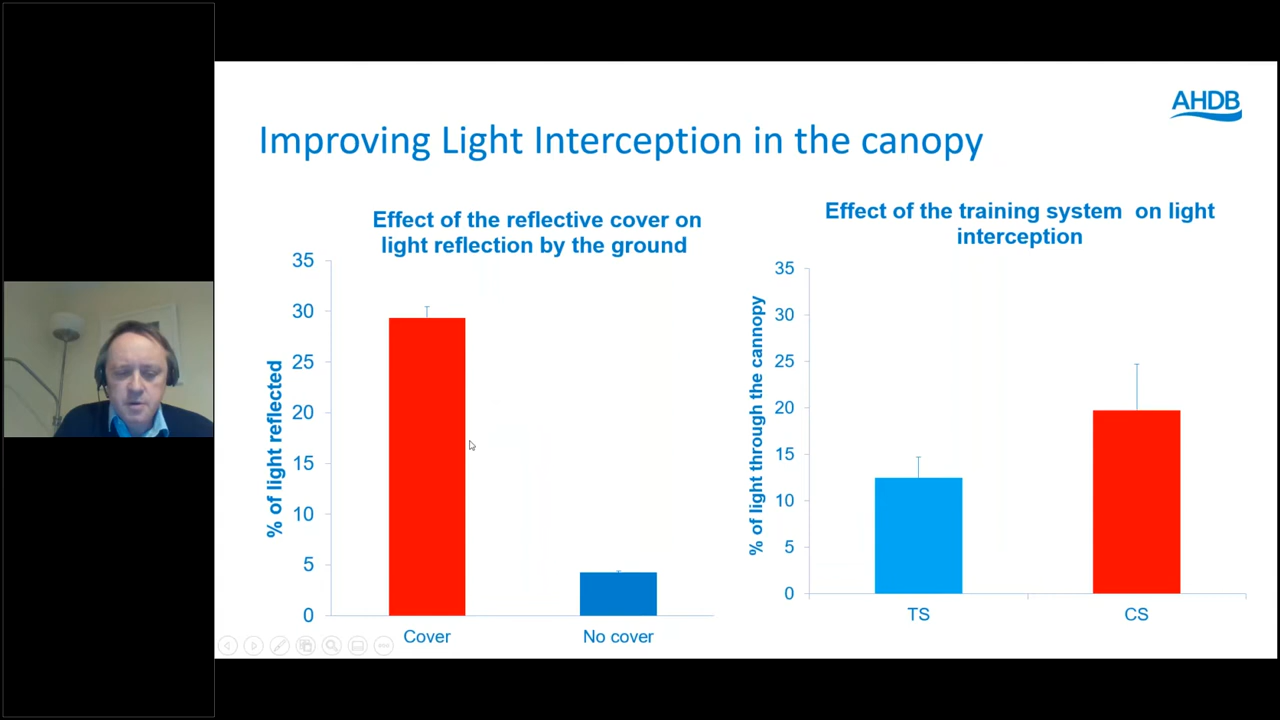 AHDB
Improving Light Interception in the canopy
Effect of the reflective cover on
light reflection by the ground
% of light reflected
35
30
25
20
15
10
5
0
Cover
No cover
Effect of the training system on light
interception
% of light through the cannopy
35
30
25
20
15
10
5
0
TS
CS